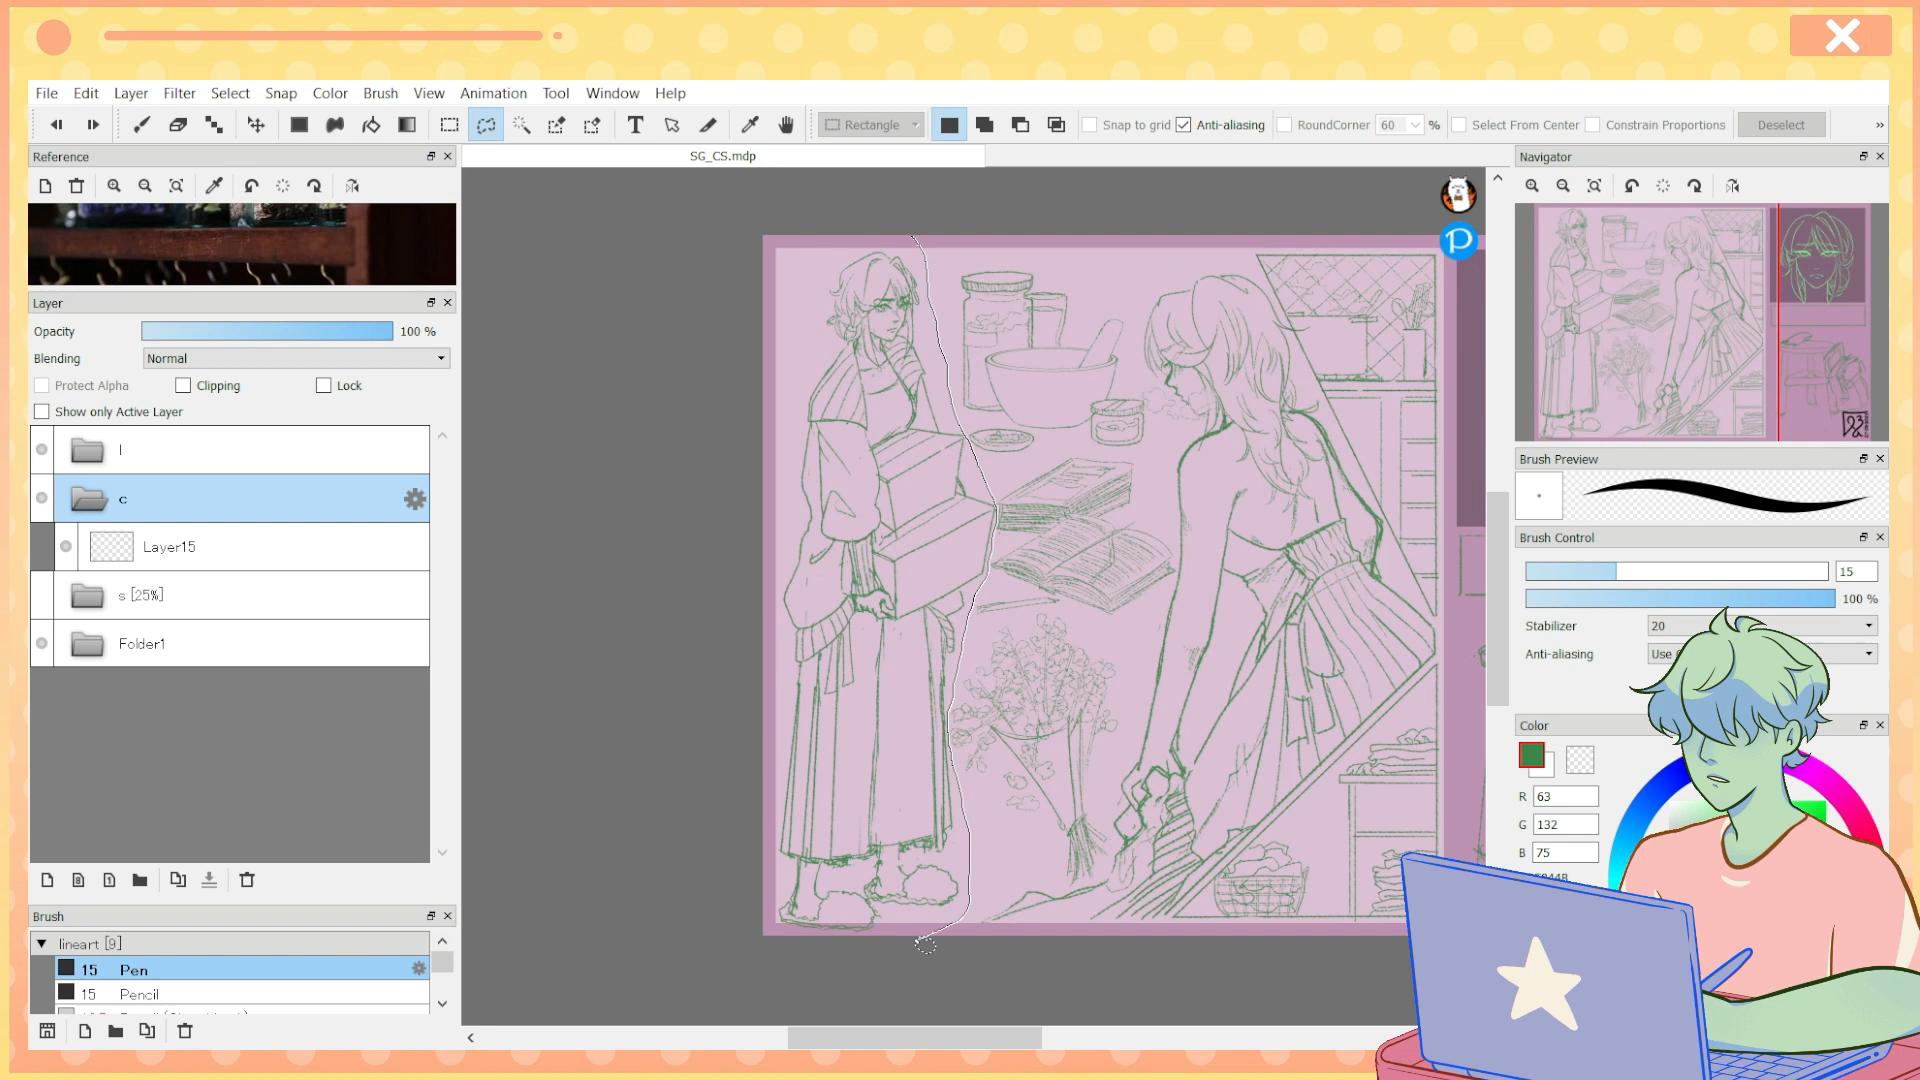 File Edit Layer Filter Select Snap Color Brush View Animation Tool Window Help
T Rectangle Snap to grid Anti-aliasing RoundCorner 60 % Select From Center Constrain Proportions Deselect »
Reference
SG_CS.mdp
Navigator
Layer
Opacity 100 %
Blending Normal
Protect Alpha Clipping Lock
Show only Active Layer
l
c
Layer15
s [25%]
Folder1
Brush Preview
Brush Control
15
100 %
Stabilizer 20
Anti-aliasing Use
Color
R 63
G 132
B 75
Brush
lineart [9]
15 Pen
15 Pencil